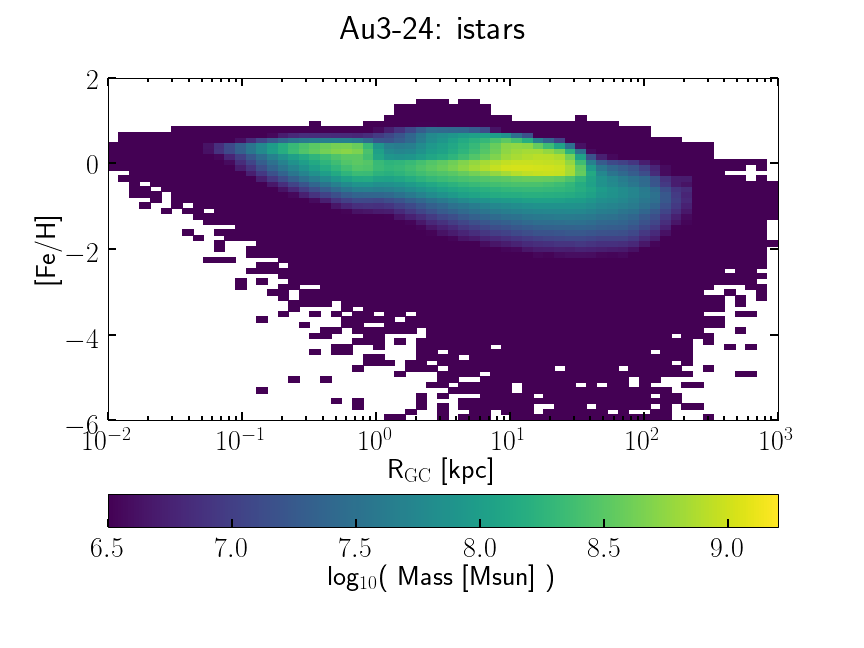 Au3-24: istars
2
0
−2
−4
−6
[Fe/H]
10⁻² 10⁻¹ 10⁰ 10¹ 10² 10³
R_GC [kpc]
6.5 7.0 7.5 8.0 8.5 9.0
log₁₀( Mass [Msun] )